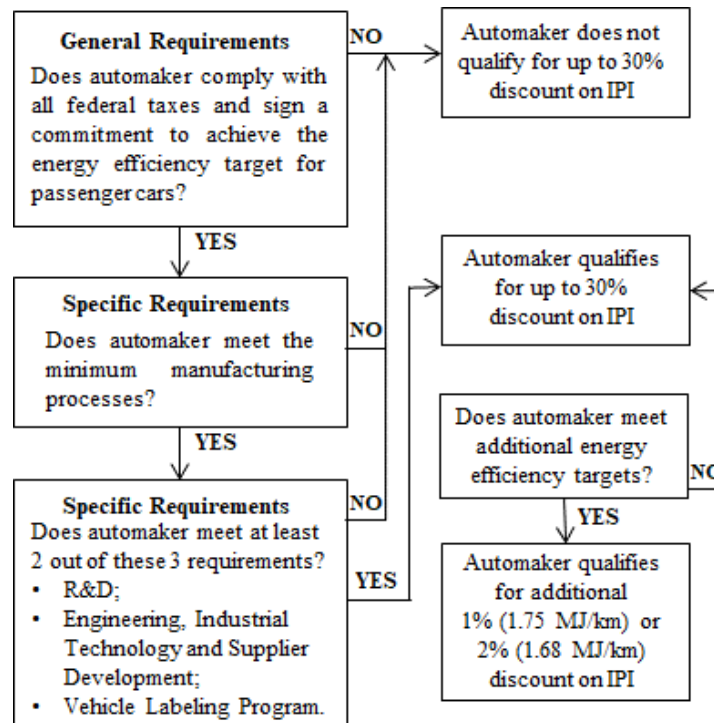 General Requirements
Does automaker comply with
all federal taxes and sign a
commitment to achieve the
energy efficiency target for
passenger cars?
NO
Automaker does not
qualify for up to 30%
discount on IPI
YES
Specific Requirements
Does automaker meet the
minimum manufacturing
processes?
NO
Automaker qualifies
for up to 30%
discount on IPI
YES
Specific Requirements
Does automaker meet at least
2 out of these 3 requirements?
• R&D;
• Engineering, Industrial
Technology and Supplier
Development;
• Vehicle Labeling Program.
NO
YES
Does automaker meet
additional energy
efficiency targets?
NO
YES
Automaker qualifies
for additional
1% (1.75 MJ/km) or
2% (1.68 MJ/km)
discount on IPI